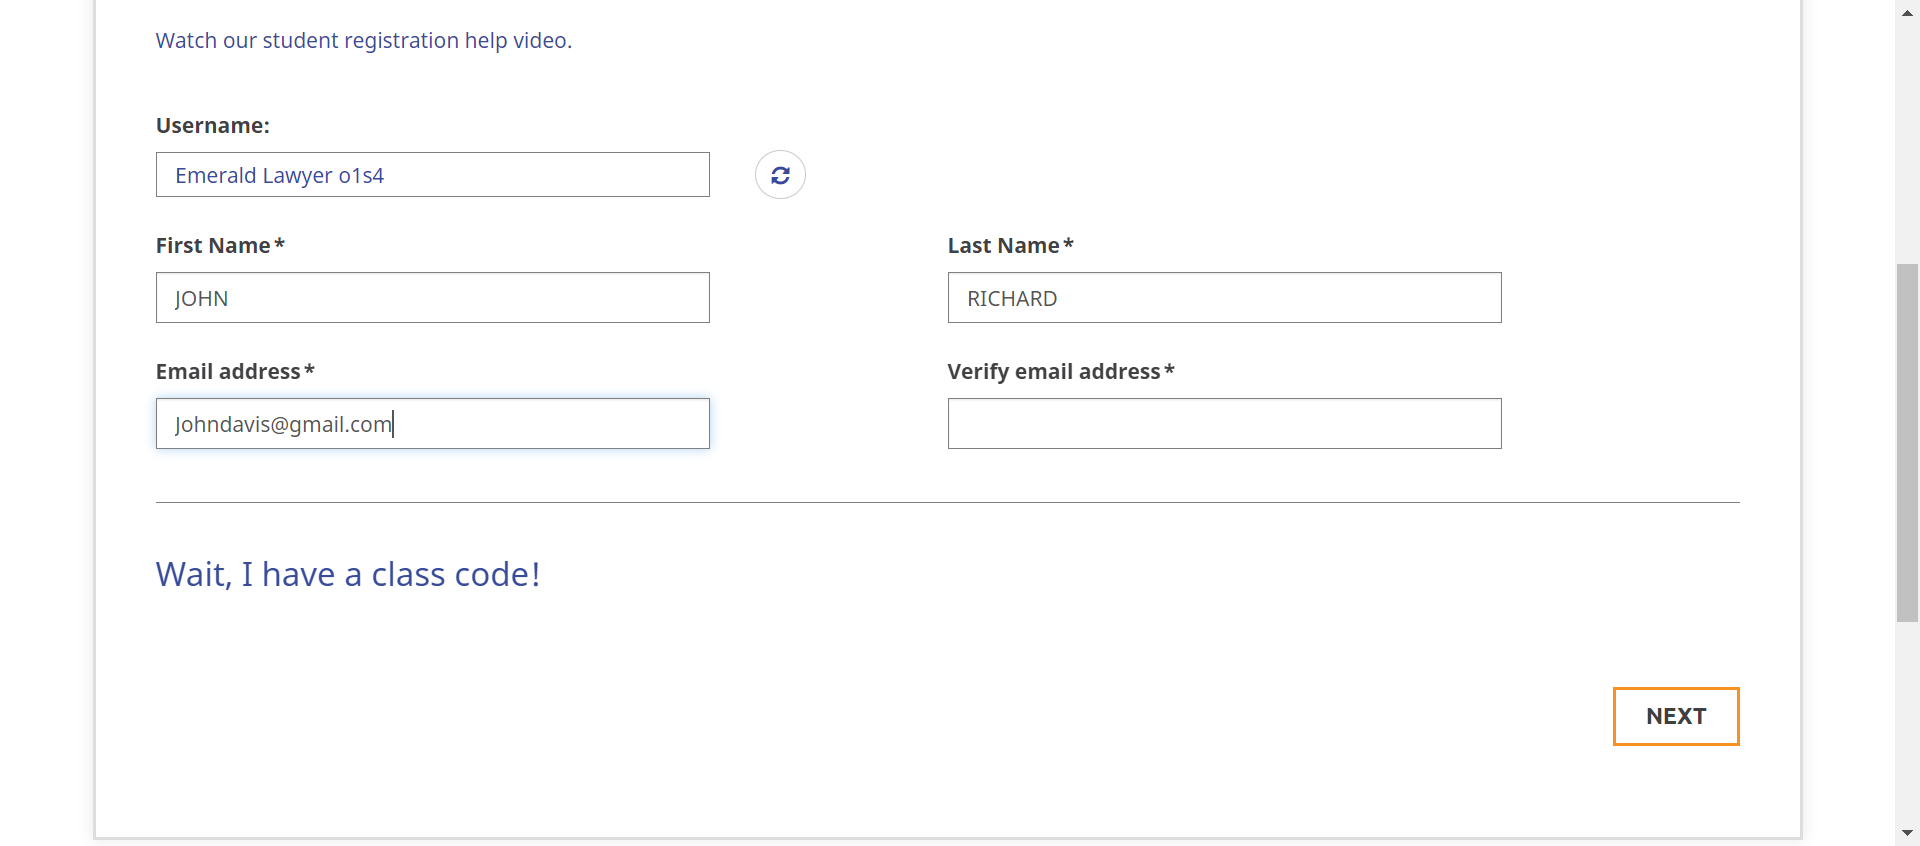 Watch our student registration help video.
Username:
Emerald Lawyer o1s4
First Name*
Last Name*
JOHN
RICHARD
Email address*
Verify email address*
Johndavis@gmail.com
Wait, I have a class code!
NEXT